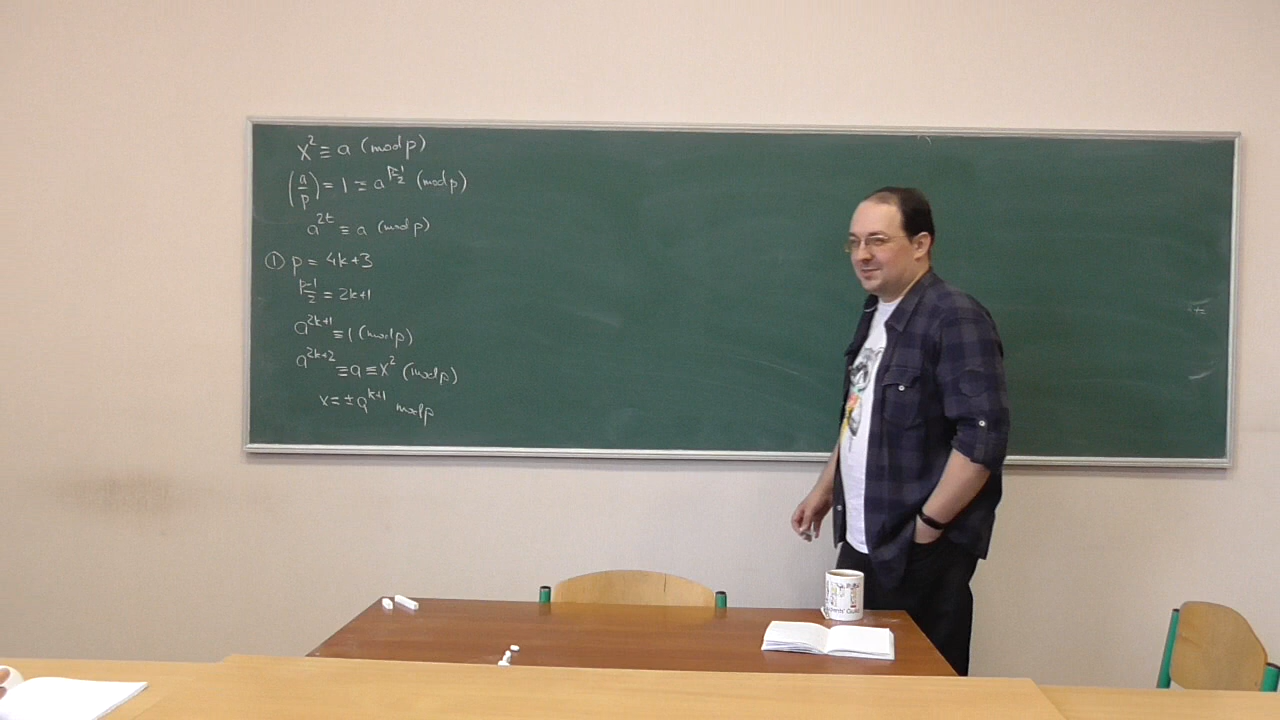 x² ≡ a (mod p)
(a/p) = 1 ≡ a^((p-1)/2) (mod p)
a^(2t) ≡ a (mod p)
① p = 4k+3
(p-1)/2 = 2k+1
a^(2k+1) ≡ 1 (mod p)
a^(2k+2) ≡ a ≡ x² (mod p)
x = ± a^(k+1) mod p